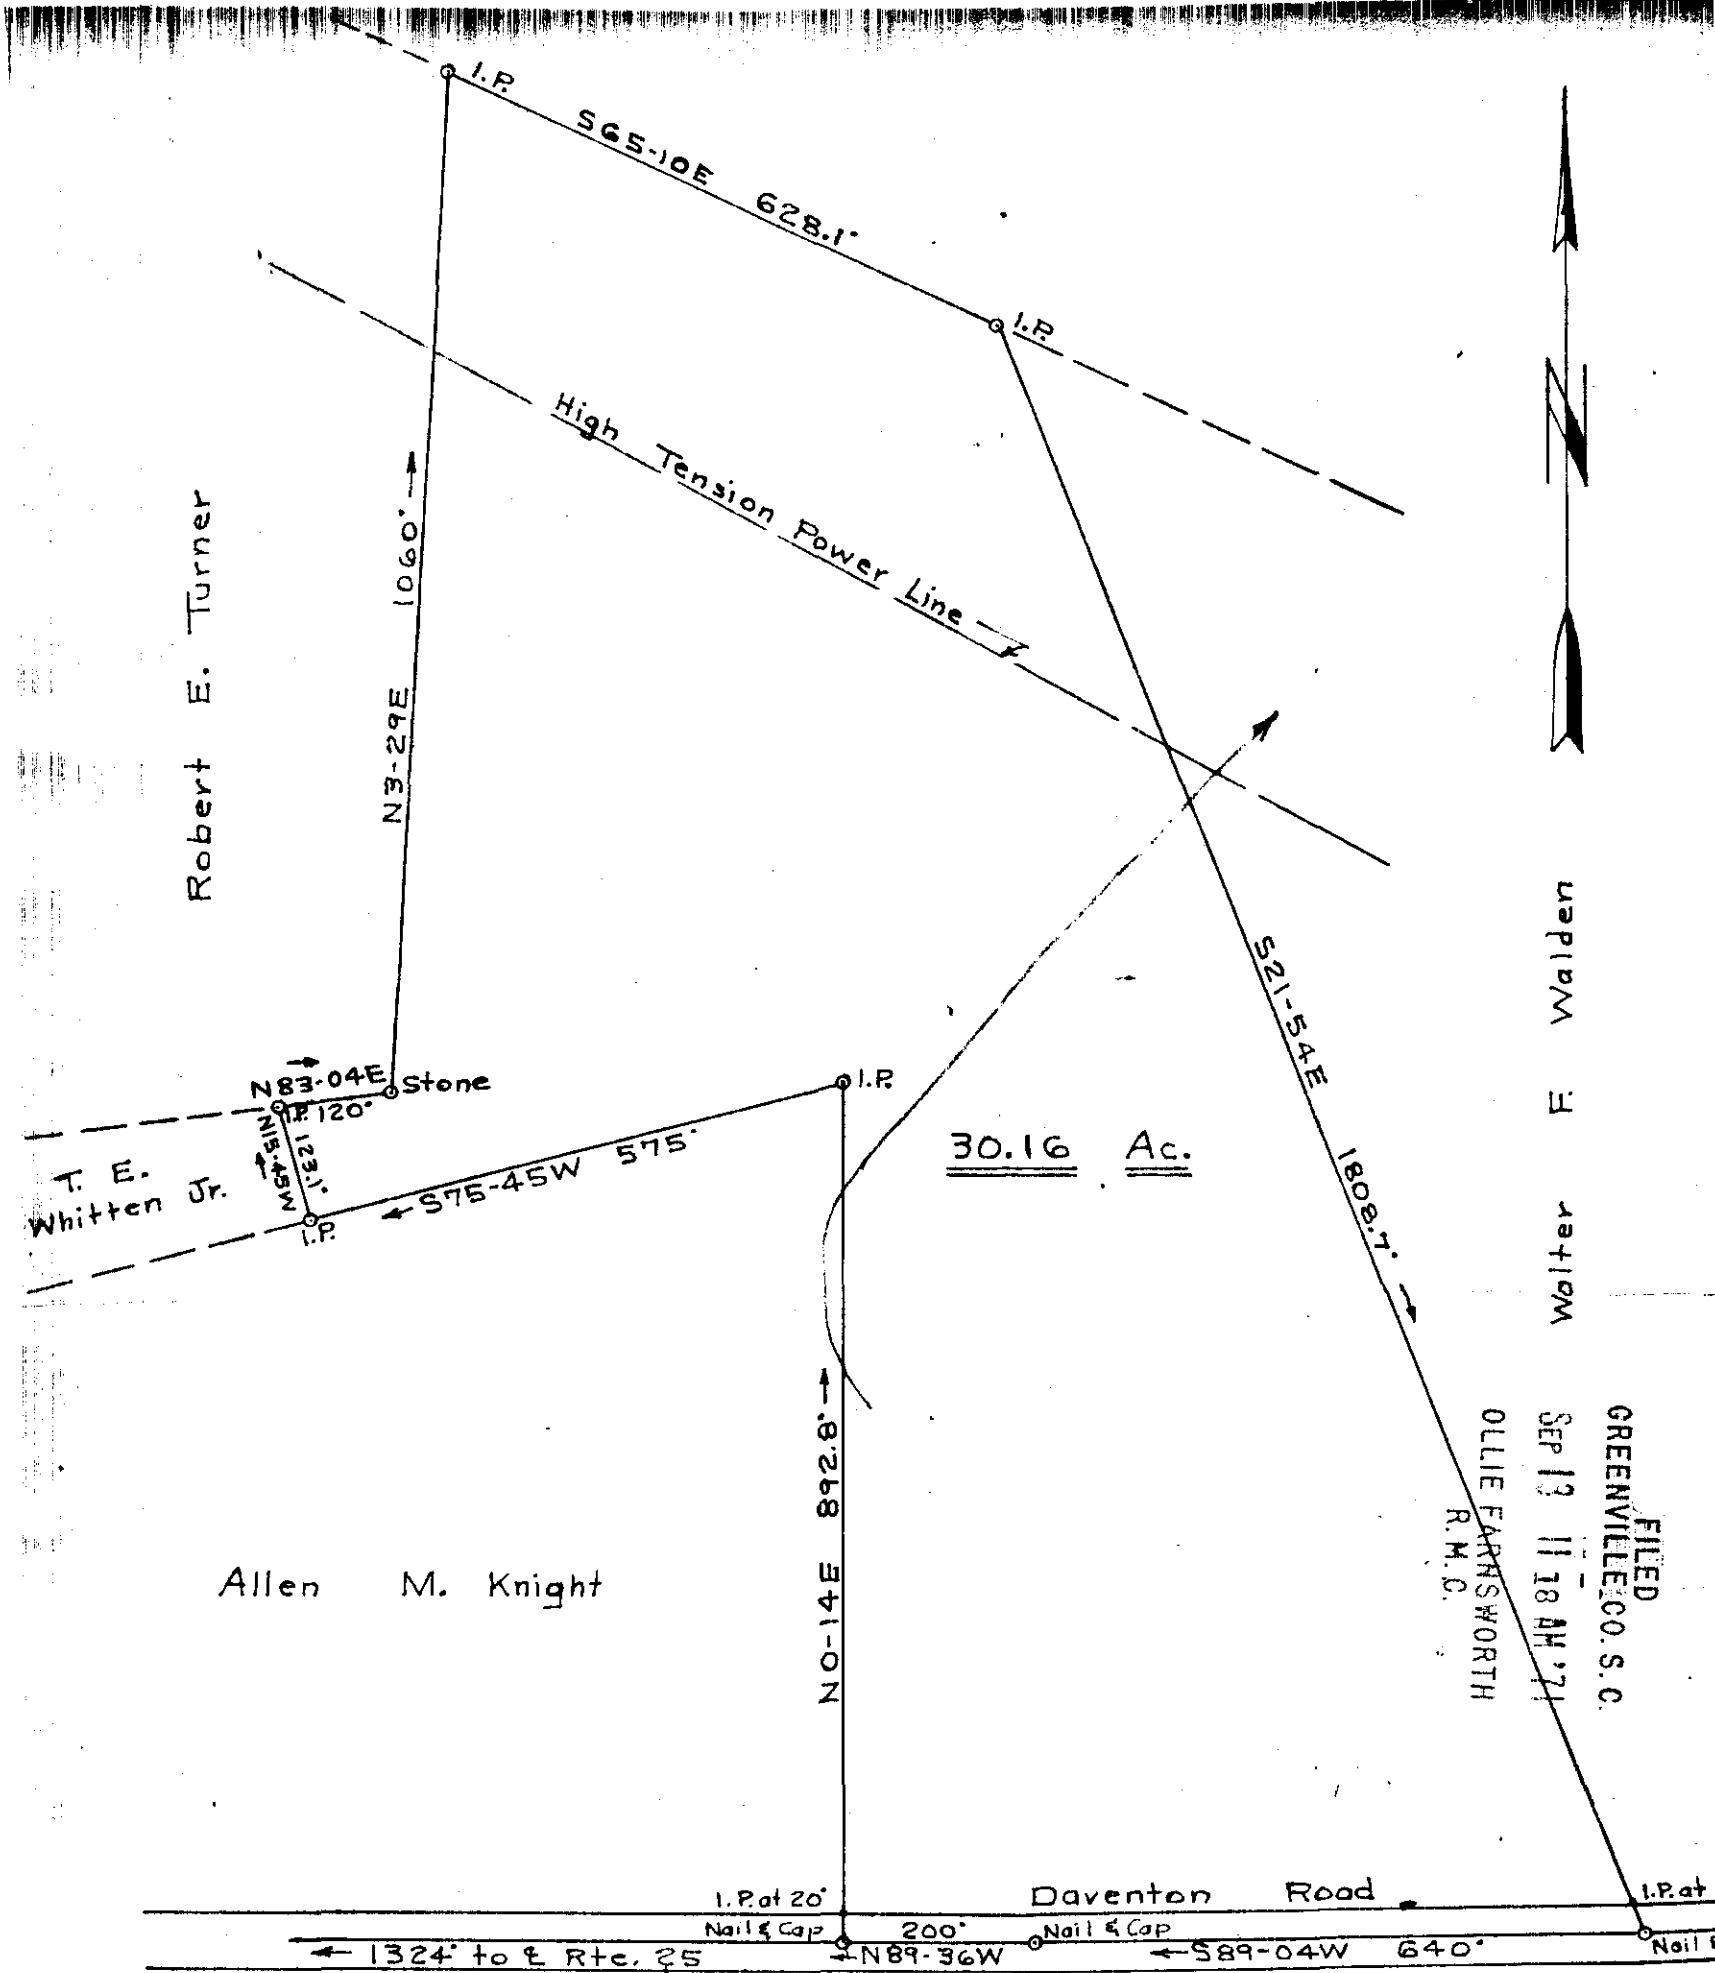 I.P.
S65-10E 628.1'
I.P.
High Tension Power Line
N
Robert E. Turner
N3-29E 1060'
N83-04E
Stone
I.P. 120'
N15-45W
123.1'
T. E.
Whitten Jr.
I.P.
S75-45W 575'
I.P.
30.16 Ac.
S21-54E 1808.7'
Walter F. Walden
FILED
GREENVILLE CO. S. C.
SEP 13 11 18 AM '71
OLLIE FARNSWORTH
R. M. C.
N0-14E 892.8'
Allen M. Knight
I.P. at 20'
Daventon Road
I.P. at
Nail & Cap
200'
Nail & Cap
1324' to ℄ Rte. 25
N89-36W
S89-04W 640'
Nail